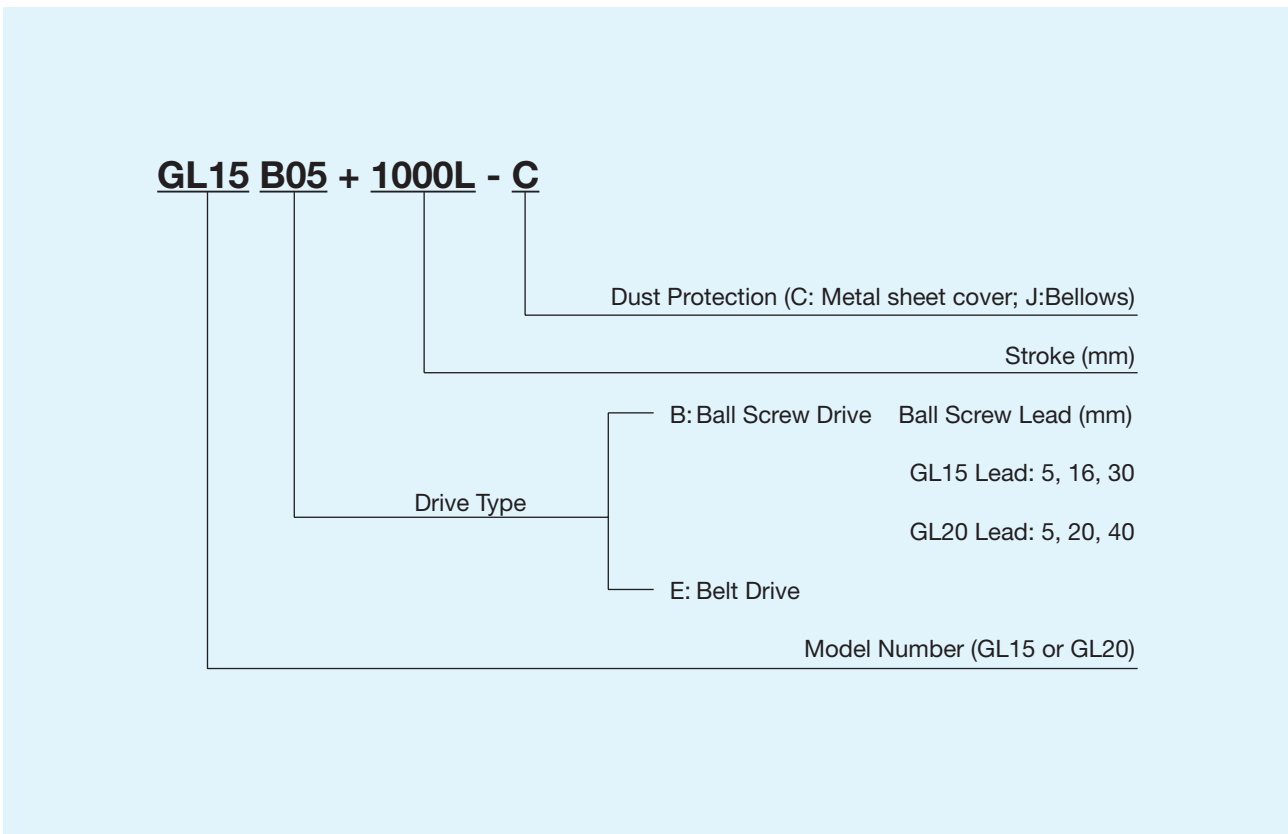 GL15 B05 + 1000L - C
Dust Protection (C: Metal sheet cover; J:Bellows)
Stroke (mm)
B: Ball Screw Drive Ball Screw Lead (mm)
GL15 Lead: 5, 16, 30
Drive Type
GL20 Lead: 5, 20, 40
E: Belt Drive
Model Number (GL15 or GL20)